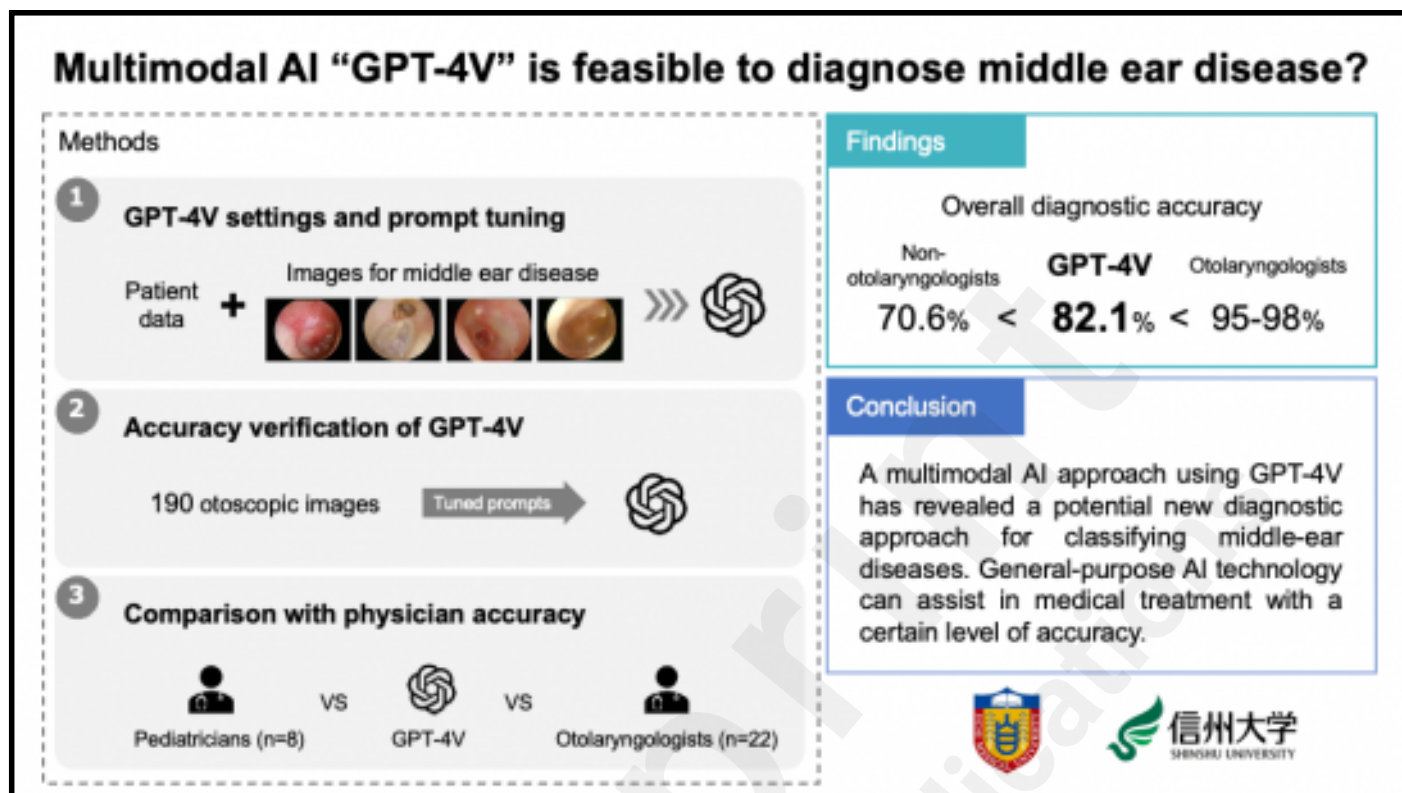 Multimodal AI “GPT-4V” is feasible to diagnose middle ear disease?
Methods
1
GPT-4V settings and prompt tuning
Patient
data
+
Images for middle ear disease
2
Accuracy verification of GPT-4V
190 otoscopic images
Tuned prompts
3
Comparison with physician accuracy
VS
VS
Pediatricians (n=8)
GPT-4V
Otolaryngologists (n=22)
Findings
Overall diagnostic accuracy
Non-
otolaryngologists
GPT-4V
Otolaryngologists
70.6% < 82.1% < 95-98%
Conclusion
A multimodal AI approach using GPT-4V
has revealed a potential new diagnostic
approach for classifying middle-ear
diseases. General-purpose AI technology
can assist in medical treatment with a
certain level of accuracy.
信州大学
SHINSHU UNIVERSITY